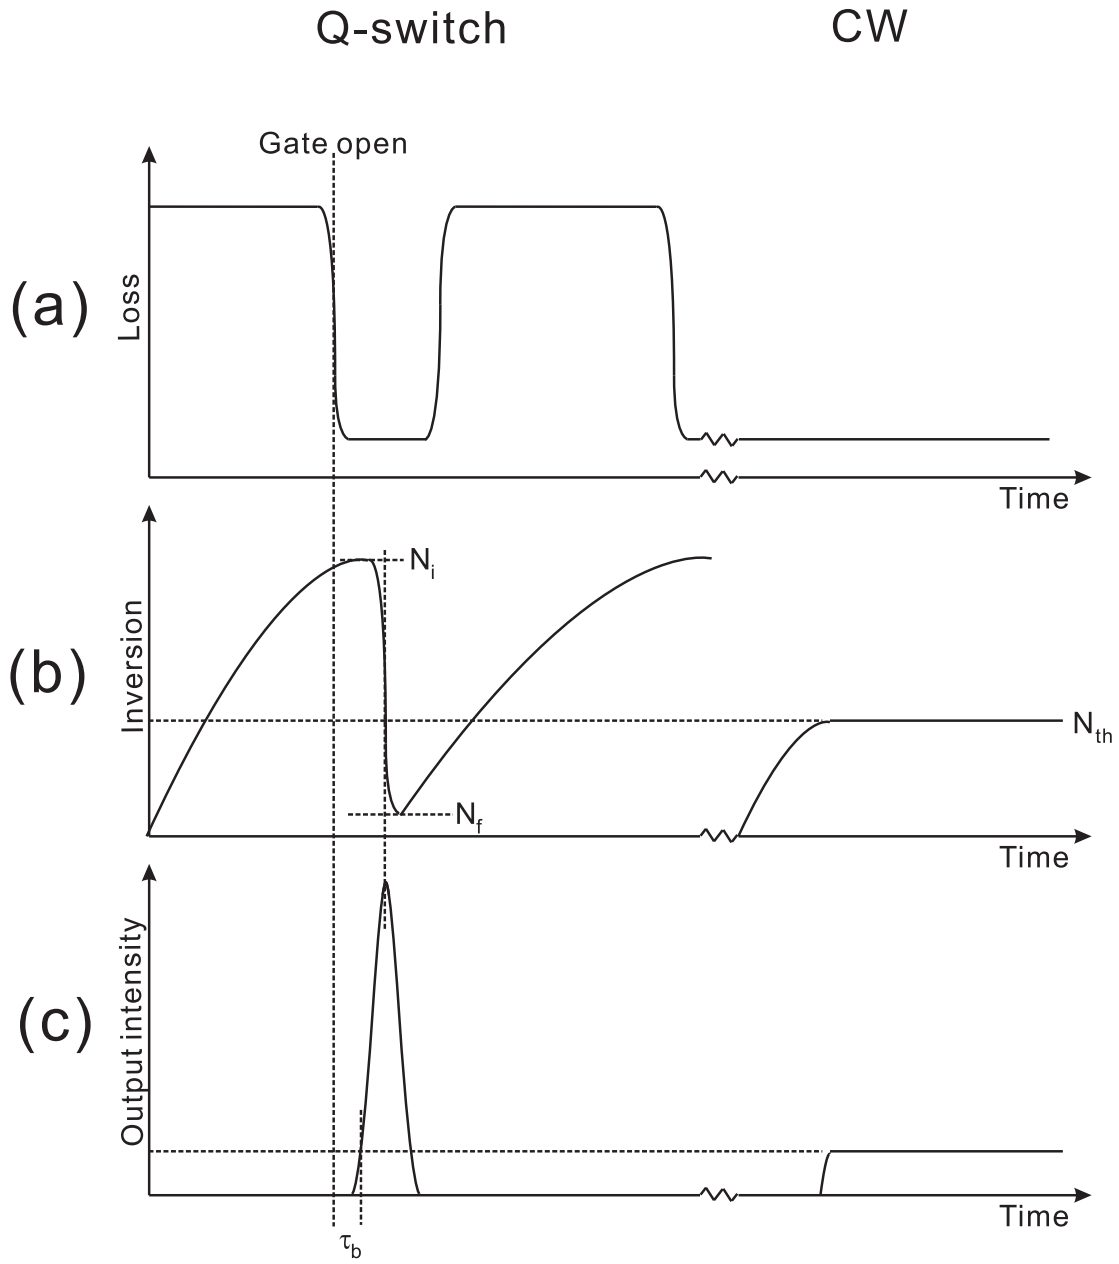 Q-switch
CW
Gate open
(a)
Loss
Time
N_i
(b)
Inversion
N_th
N_f
Time
(c)
Output intensity
Time
τ_b